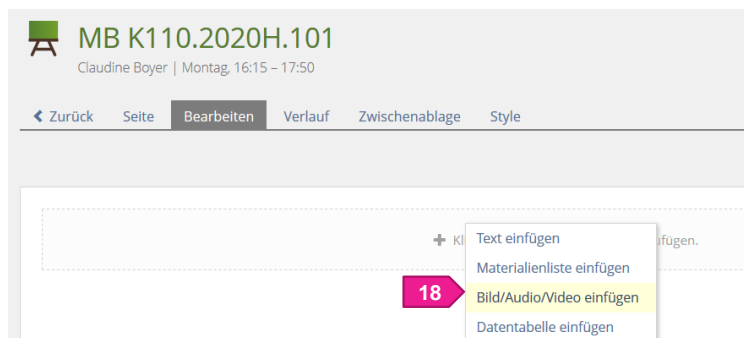 MB K110.2020H.101
Claudine Boyer | Montag, 16:15 – 17:50
Zurück Seite Bearbeiten Verlauf Zwischenablage Style
Text einfügen
ufügen.
Materialienliste einfügen
18 Bild/Audio/Video einfügen
Datentabelle einfügen